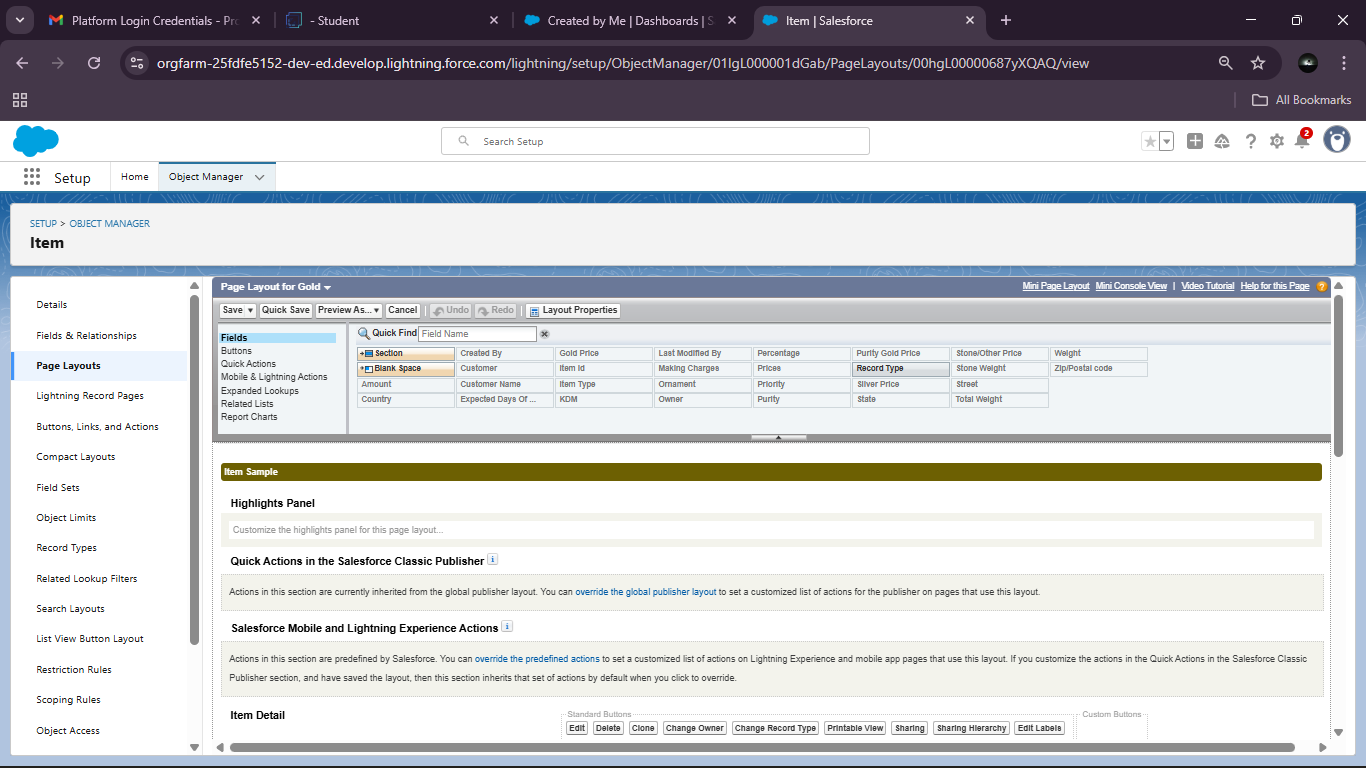 Platform Login Credentials - Pro
- Student
Created by Me | Dashboards | S
Item | Salesforce
orgfarm-25fdfe5152-dev-ed.develop.lightning.force.com/lightning/setup/ObjectManager/01IgL000001dGab/PageLayouts/00hgL00000687yXQAQ/view
All Bookmarks
Search Setup
2
Setup
Home
Object Manager
SETUP > OBJECT MANAGER
Item
Details
Fields & Relationships
Page Layouts
Lightning Record Pages
Buttons, Links, and Actions
Compact Layouts
Field Sets
Object Limits
Record Types
Related Lookup Filters
Search Layouts
List View Button Layout
Restriction Rules
Scoping Rules
Object Access
Page Layout for Gold
Mini Page Layout Mini Console View | Video Tutorial Help for this Page ?
Save Quick Save Preview As... Cancel Undo Redo Layout Properties
Fields
Buttons
Quick Actions
Mobile & Lightning Actions
Expanded Lookups
Related Lists
Report Charts
Quick Find Field Name
Section Created By Gold Price Last Modified By Percentage Purity Gold Price Stone/Other Price Weight
Blank Space Customer Item Id Making Charges Prices Record Type Stone Weight Zip/Postal code
Amount Customer Name Item Type Ornament Priority Silver Price Street
Country Expected Days Of ... KDM Owner Purity State Total Weight
Item Sample
Highlights Panel
Customize the highlights panel for this page layout...
Quick Actions in the Salesforce Classic Publisher i
Actions in this section are currently inherited from the global publisher layout. You can override the global publisher layout to set a customized list of actions for the publisher on pages that use this layout.
Salesforce Mobile and Lightning Experience Actions i
Actions in this section are predefined by Salesforce. You can override the predefined actions to set a customized list of actions on Lightning Experience and mobile app pages that use this layout. If you customize the actions in the Quick Actions in the Salesforce Classic
Publisher section, and have saved the layout, then this section inherits that set of actions by default when you click to override.
Item Detail
Standard Buttons
Edit Delete Clone Change Owner Change Record Type Printable View Sharing Sharing Hierarchy Edit Labels
Custom Buttons